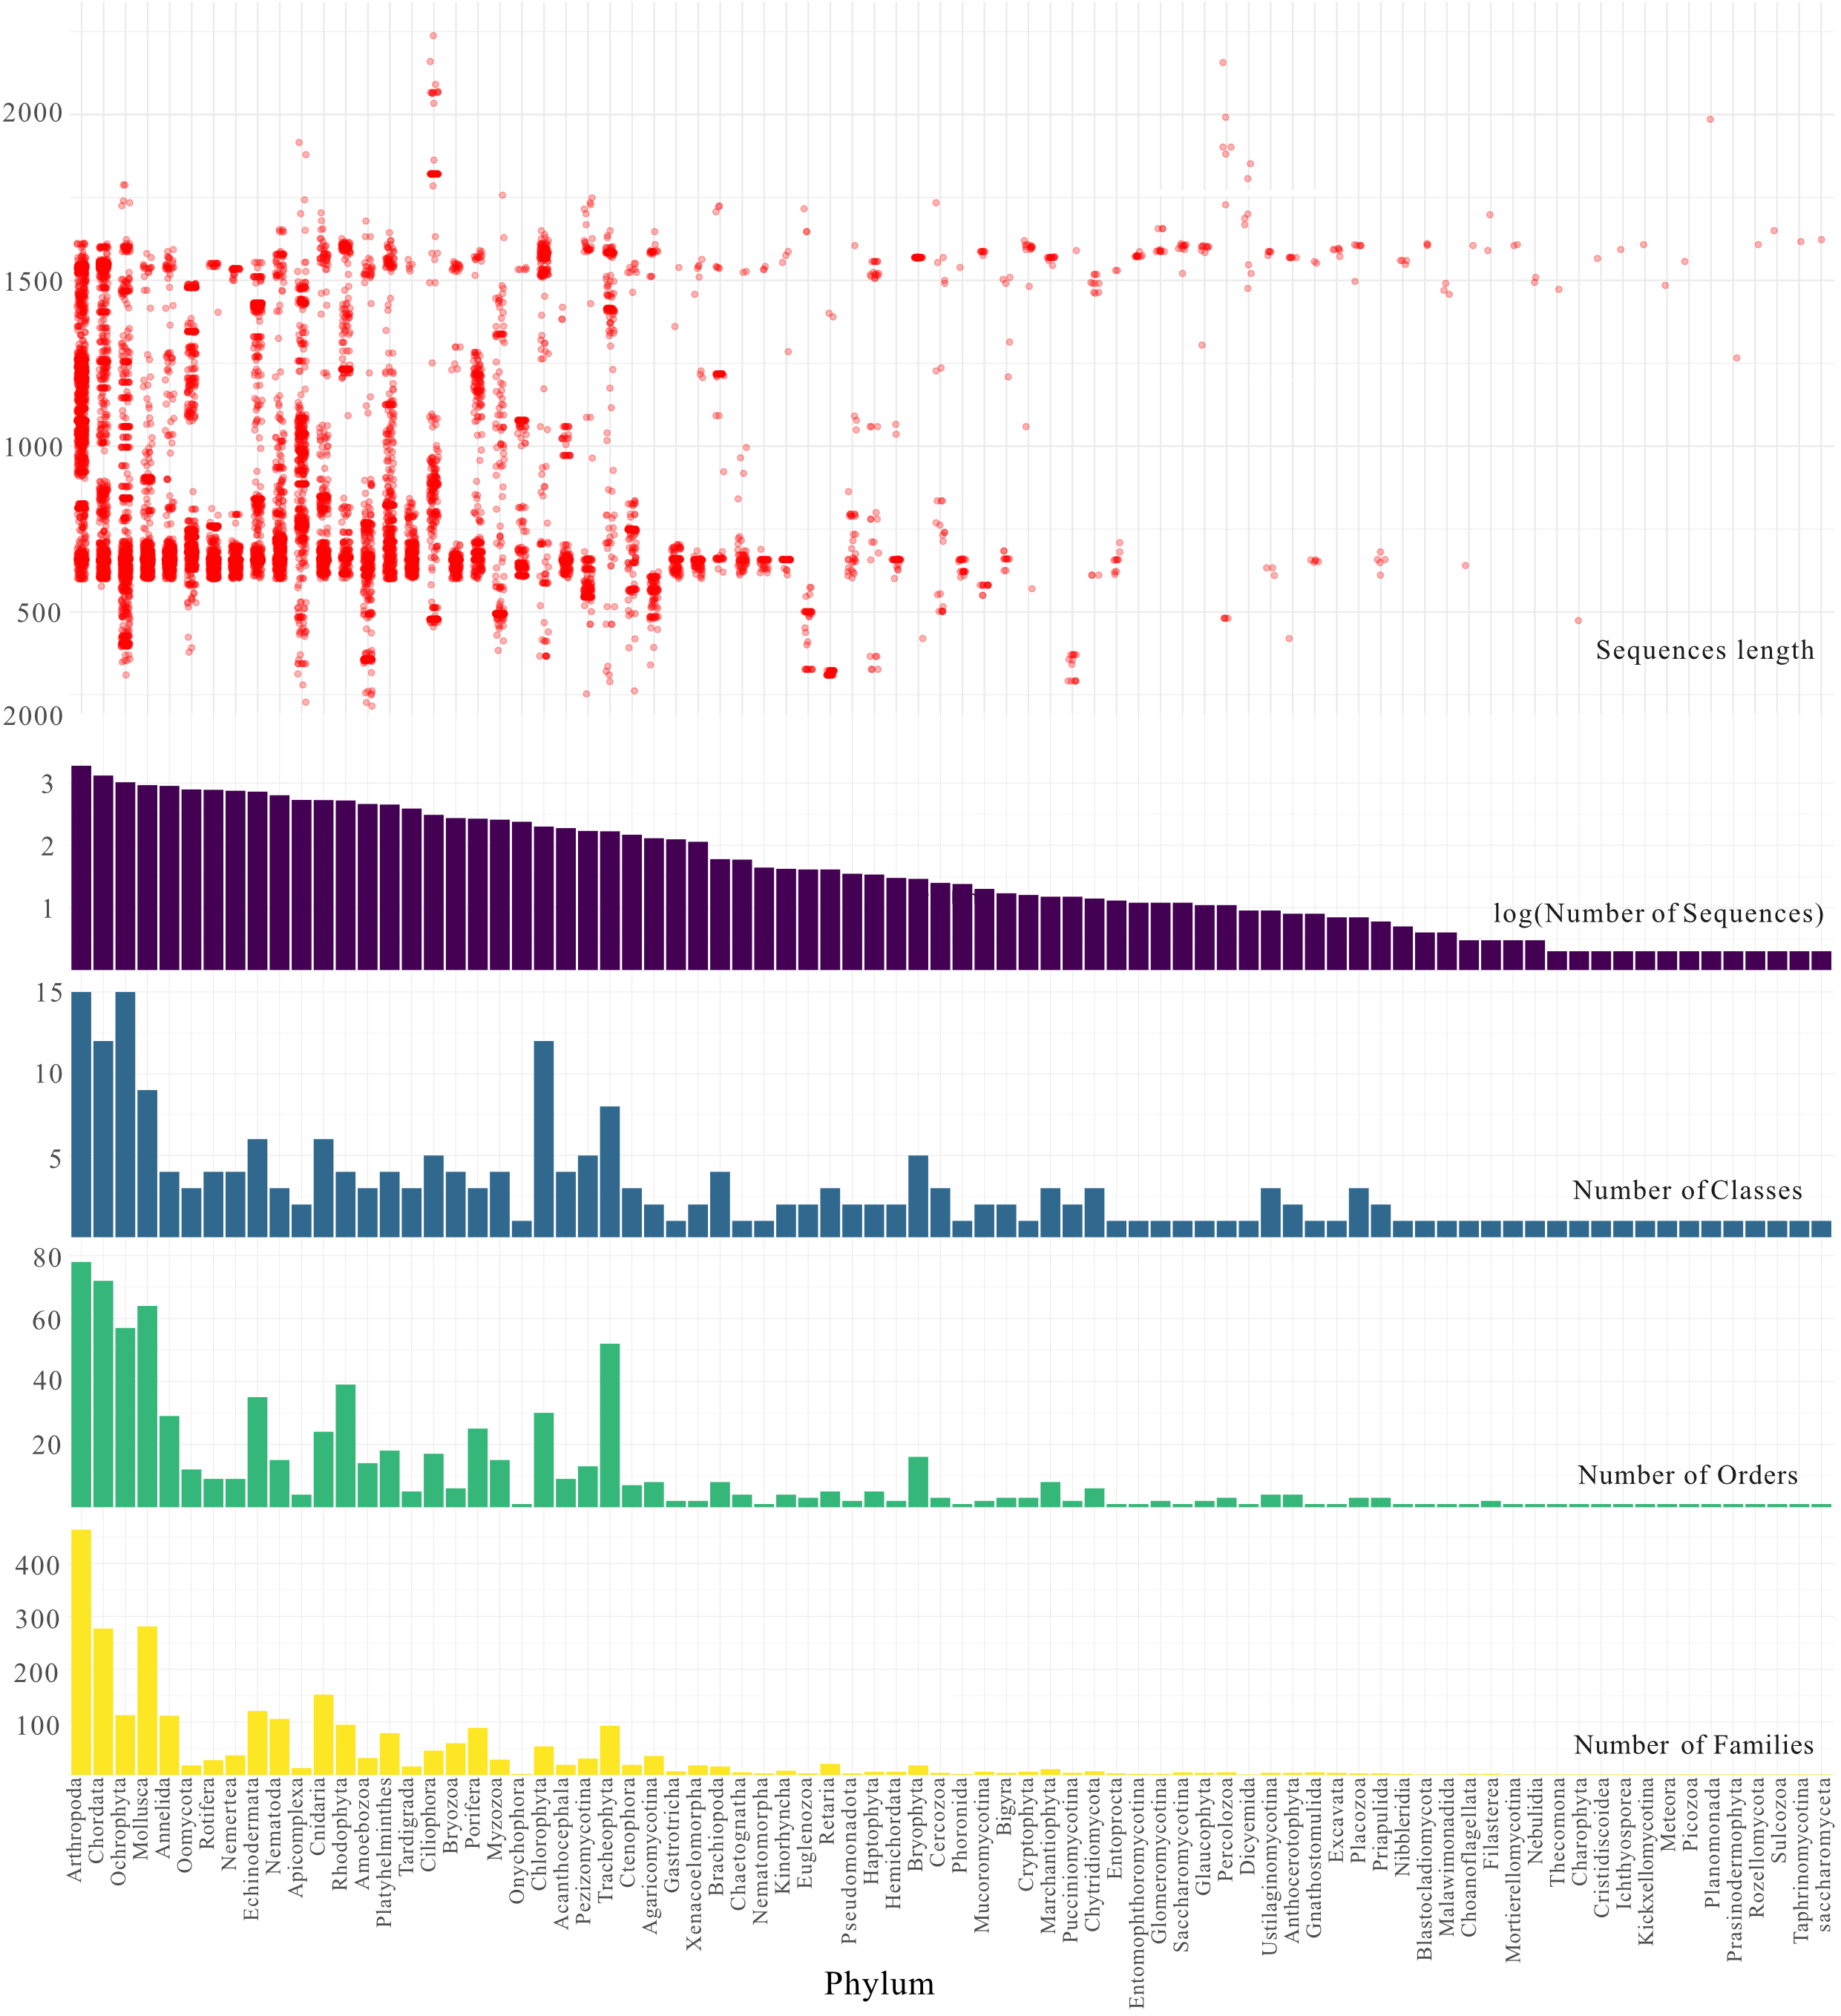 2000
1500
1000
500
Sequences length
2000
3
2
1
log(Number of Sequences)
15
10
5
Number of Classes
80
60
40
20
Number of Orders
400
300
200
100
Number of Families
Arthropoda
Chordata
Ochrophyta
Mollusca
Annelida
Oomycota
Rotifera
Nemertea
Echinodermata
Nematoda
Apicomplexa
Cnidaria
Rhodophyta
Amoebozoa
Platyhelminthes
Tardigrada
Ciliophora
Bryozoa
Porifera
Myzozoa
Onychophora
Chlorophyta
Acanthocephala
Pezizomycotina
Tracheophyta
Ctenophora
Agaricomycotina
Gastrotricha
Xenacoelomorpha
Brachiopoda
Chaetognatha
Nematomorpha
Kinorhyncha
Euglenozoa
Retaria
Pseudomonadota
Haptophyta
Hemichordata
Bryophyta
Cercozoa
Phoronida
Mucoromycotina
Bigyra
Cryptophyta
Marchantiophyta
Pucciniomycotina
Chytridiomycota
Entoprocta
Entomophthoromycotina
Glomeromycotina
Saccharomycotina
Glaucophyta
Percolozoa
Dicyemida
Ustilaginomycotina
Anthocerotophyta
Gnathostomulida
Excavata
Placozoa
Priapulida
Nibbleridia
Blastocladiomycota
Malawimonadida
Choanoflagellata
Filasterea
Mortierellomycotina
Nebulidia
Thecomona
Charophyta
Cristidiscoidea
Ichthyosporea
Kickxellomycotina
Meteora
Picozoa
Planomonada
Prasinodermophyta
Rozellomycota
Sulcozoa
Taphrinomycotina
saccharomyceta
Phylum